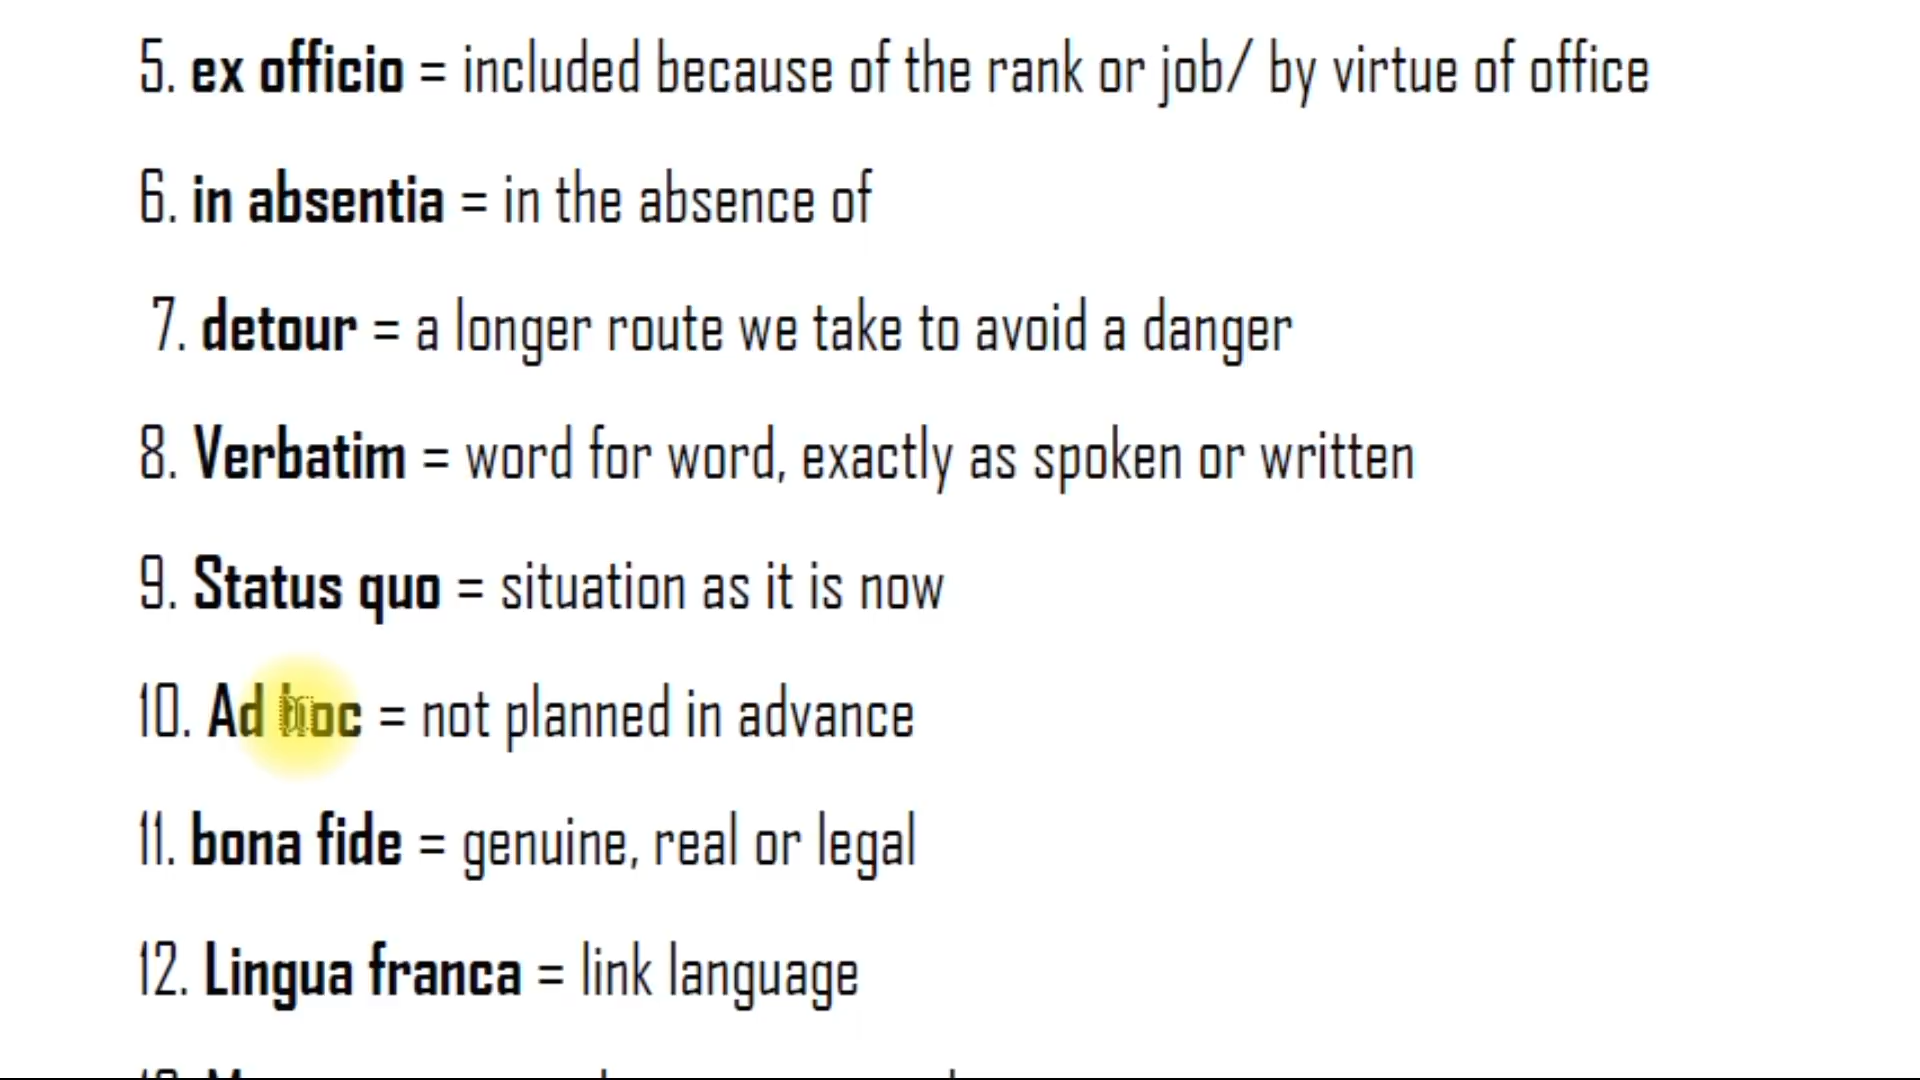 5. ex officio = included because of the rank or job/ by virtue of office
6. in absentia = in the absence of
7. detour = a longer route we take to avoid a danger
8. Verbatim = word for word, exactly as spoken or written
9. Status quo = situation as it is now
10. Ad hoc = not planned in advance
11. bona fide = genuine, real or legal
12. Lingua franca = link language